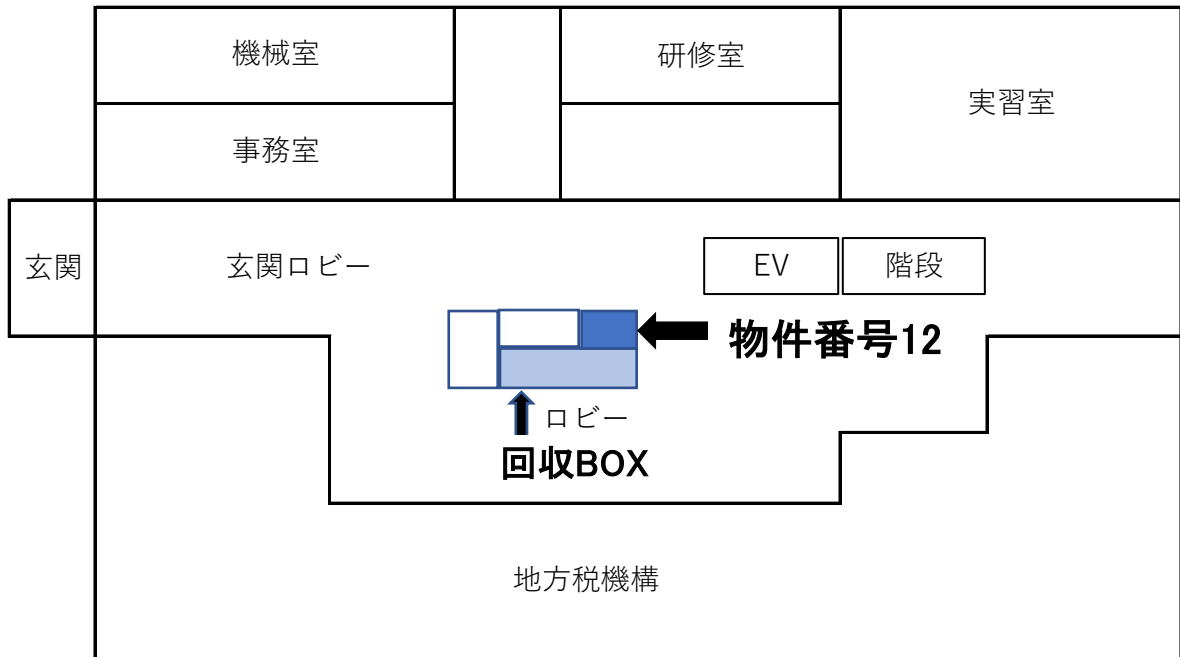 機械室
研修室
実習室
事務室
玄関
玄関ロビー
EV
階段
物件番号12
ロビー
回収BOX
地方税機構